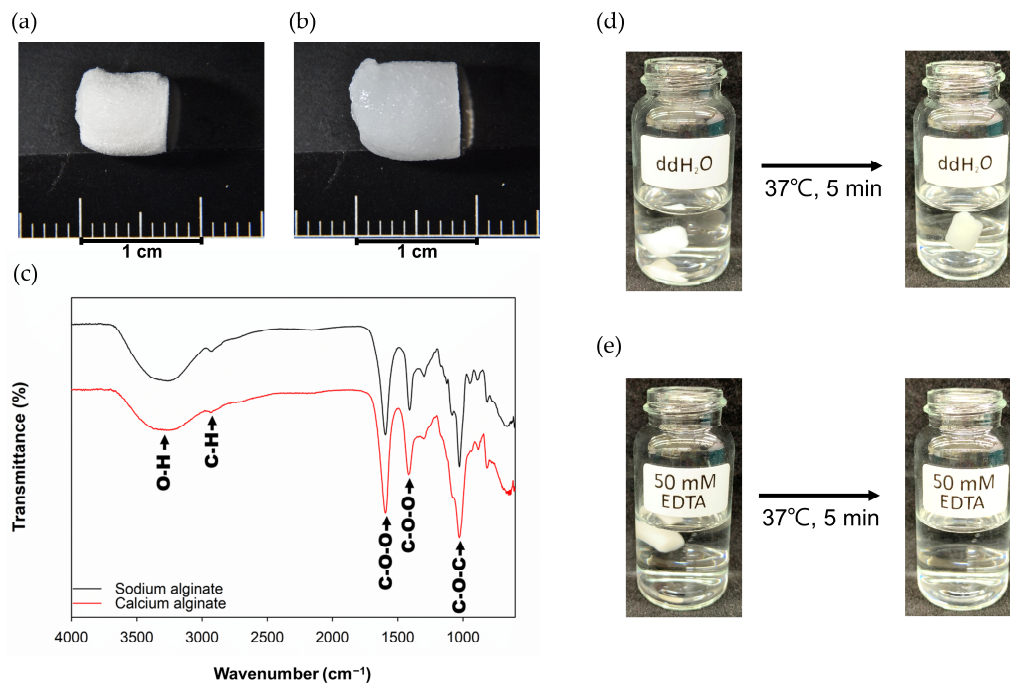 (a)
(b)
1 cm
1 cm
(c)
Transmittance (%)
O-H
C-H
C-O-O
C-O-O
C-O-C
Sodium alginate
Calcium alginate
4000 3500 3000 2500 2000 1500 1000
Wavenumber (cm⁻¹)
(d)
ddH₂O
37℃, 5 min
ddH₂O
(e)
50 mM
EDTA
37℃, 5 min
50 mM
EDTA